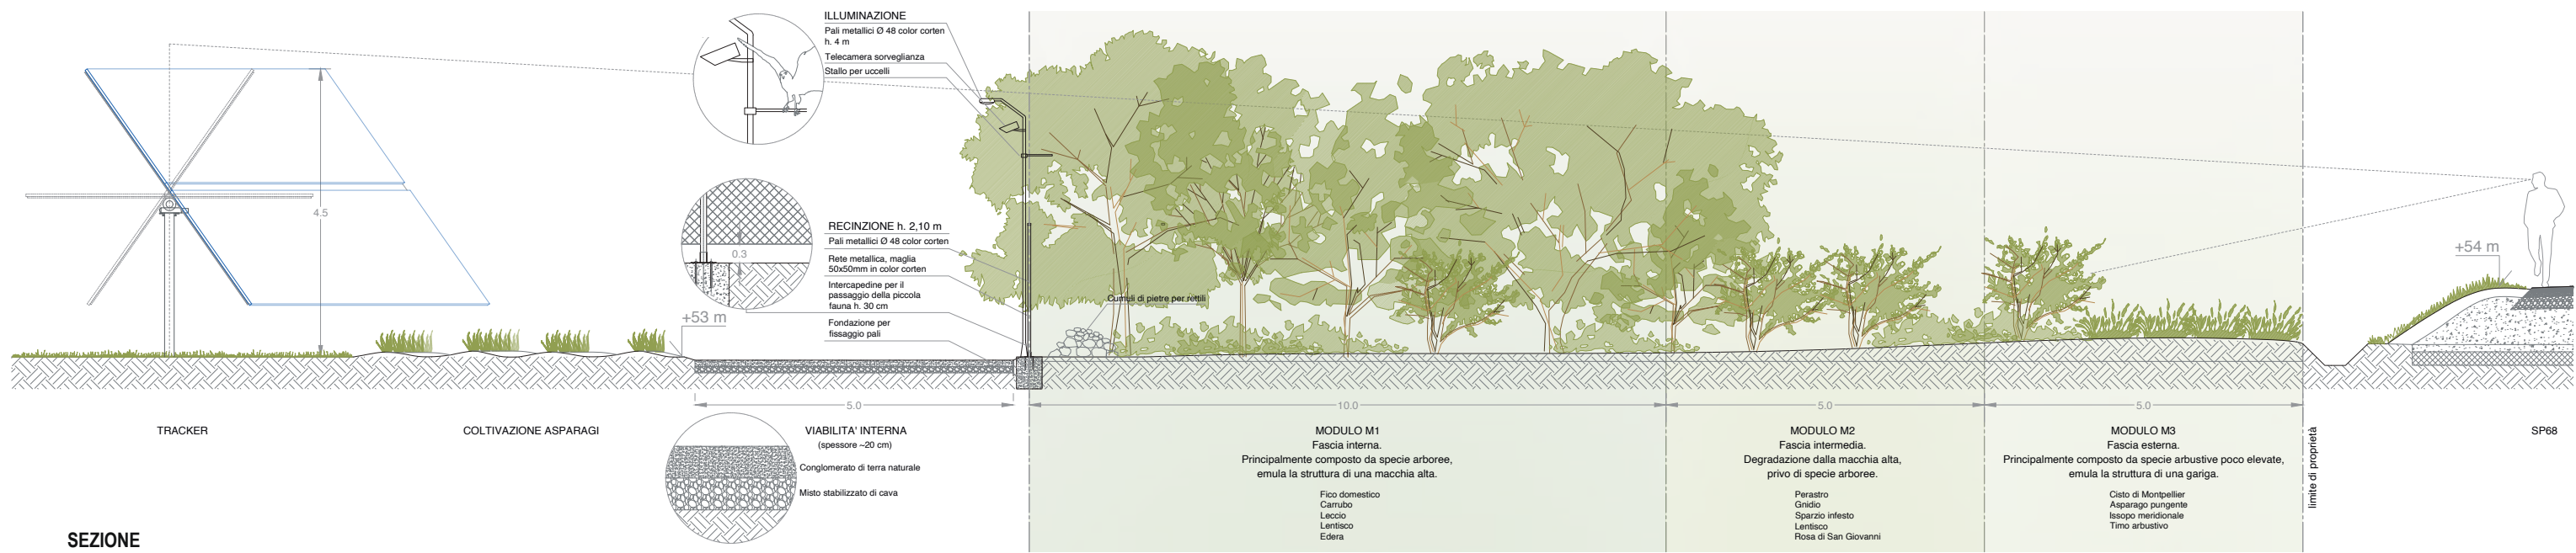 ILLUMINAZIONE
Pali metallici Ø 48 color corten
h. 4 m
Telecamera sorveglianza
Stallo per uccelli
4.5
RECINZIONE h. 2,10 m
Pali metallici Ø 48 color corten
0.3
Rete metallica, maglia
50x50mm in color corten
Intercapedine per il
passaggio della piccola
fauna h. 30 cm
Fondazione per
fissaggio pali
+53 m
Cumuli di pietre per rettili
+54 m
5.0
10.0
5.0
5.0
TRACKER
COLTIVAZIONE ASPARAGI
VIABILITA' INTERNA
(spessore ~20 cm)
Conglomerato di terra naturale
Misto stabilizzato di cava
MODULO M1
Fascia interna.
Principalmente composto da specie arboree,
emula la struttura di una macchia alta.
Fico domestico
Carrubo
Leccio
Lentisco
Edera
MODULO M2
Fascia intermedia.
Degradazione dalla macchia alta,
privo di specie arboree.
Perastro
Gnidio
Sparzio infesto
Lentisco
Rosa di San Giovanni
MODULO M3
Fascia esterna.
Principalmente composto da specie arbustive poco elevate,
emula la struttura di una gariga.
Cisto di Montpellier
Asparago pungente
Issopo meridionale
Timo arbustivo
limite di proprietà
SP68
SEZIONE